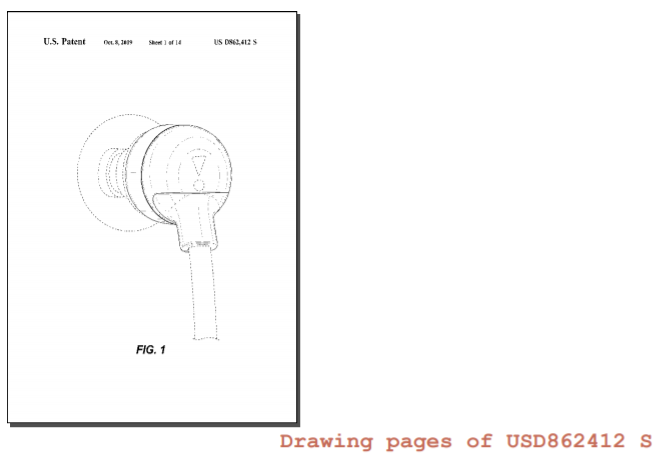 U.S. Patent Oct. 8, 2019 Sheet 1 of 14 US D862,412 S
FIG. 1
Drawing pages of USD862412 S